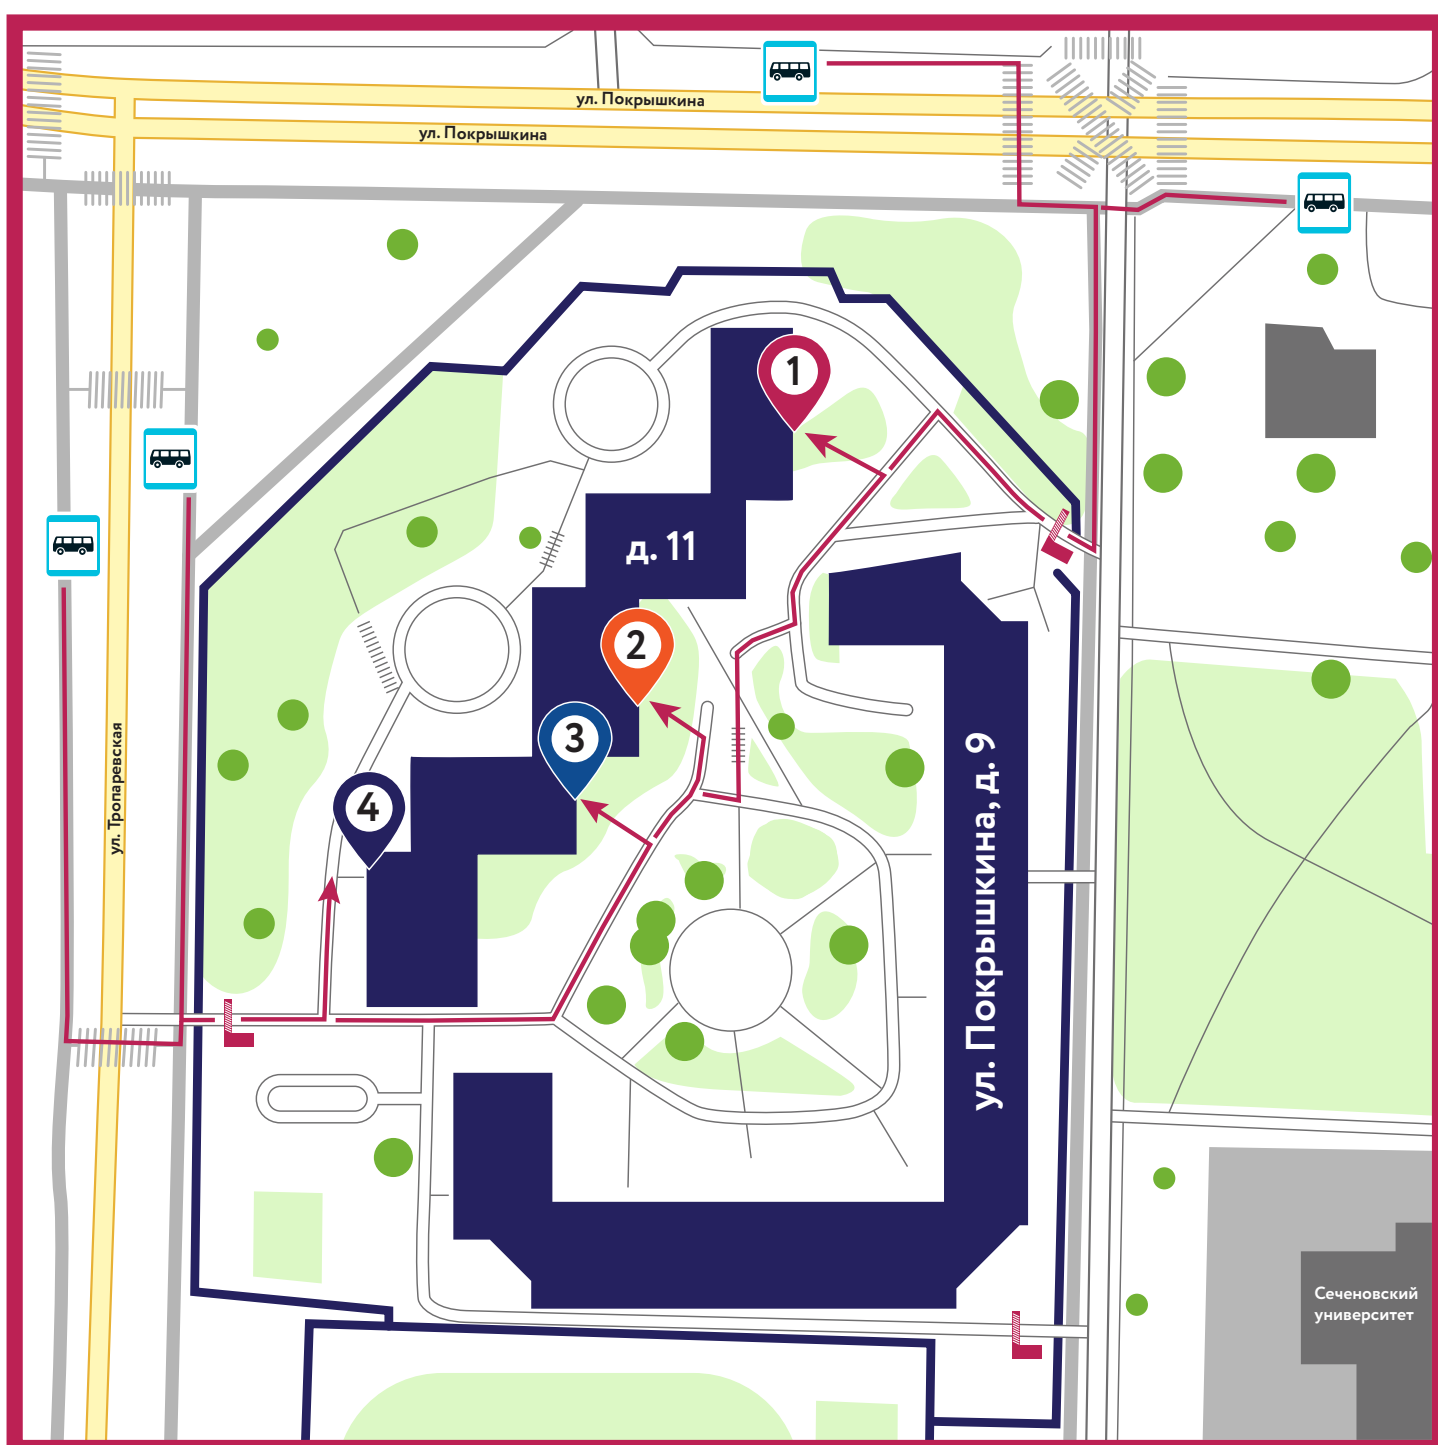 ул. Покрышкина
ул. Покрышкина
1
д. 11
2
3
4
ул. Тропаревская
ул. Покрышкина, д. 9
Сеченовский
университет